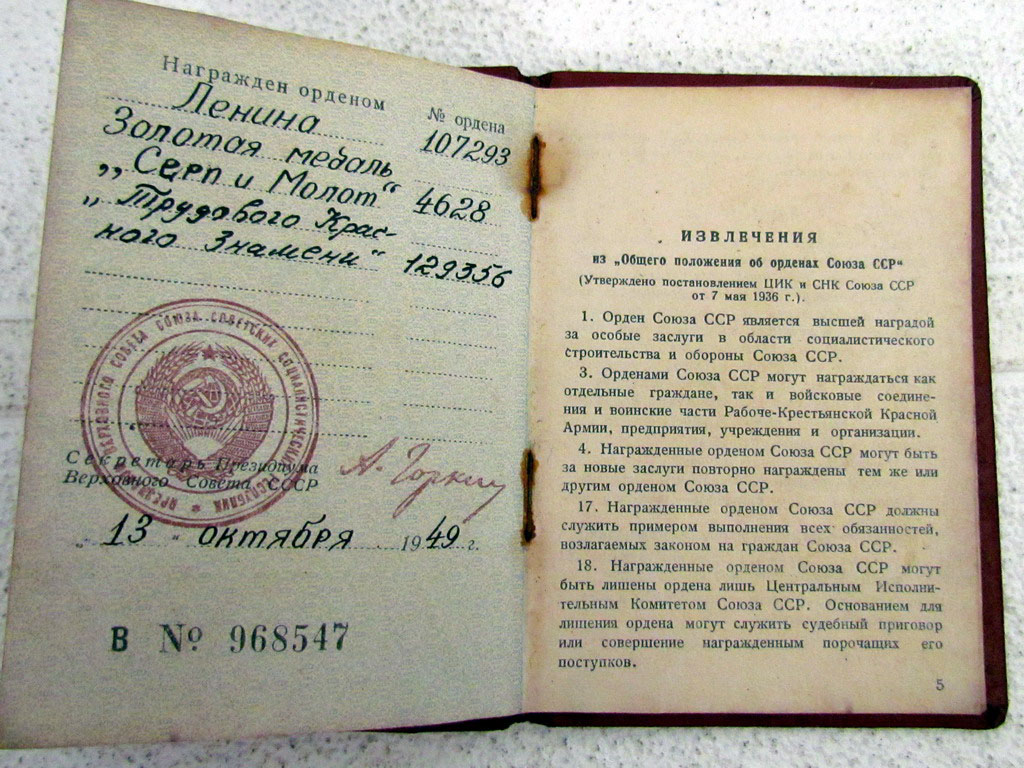 Награжден орденом
№ ордена
Ленина 107293
Золотая медаль
„Серп и Молот“ 4628
„Трудового Крас-
ного Знамени“ 129356
Секретарь Президиума
Верховного Совета СССР
А. Горкин
„13“ октября 1949 г.
В № 968547
ИЗВЛЕЧЕНИЯ
из „Общего положения об орденах Союза ССР“
(Утверждено постановлением ЦИК и СНК Союза ССР
от 7 мая 1936 г.).
1. Орден Союза ССР является высшей наградой
за особые заслуги в области социалистического
строительства и обороны Союза ССР.
3. Орденами Союза ССР могут награждаться как
отдельные граждане, так и войсковые соедине-
ния и воинские части Рабоче-Крестьянской Красной
Армии, предприятия, учреждения и организации.
4. Награжденные орденом Союза ССР могут быть
за новые заслуги повторно награждены тем же или
другим орденом Союза ССР.
17. Награжденные орденом Союза ССР должны
служить примером выполнения всех обязанностей,
возлагаемых законом на граждан Союза ССР.
18. Награжденные орденом Союза ССР могут
быть лишены ордена лишь Центральным Исполни-
тельным Комитетом Союза ССР. Основанием для
лишения ордена могут служить судебный приговор
или совершение награжденным порочащих его
поступков.
5